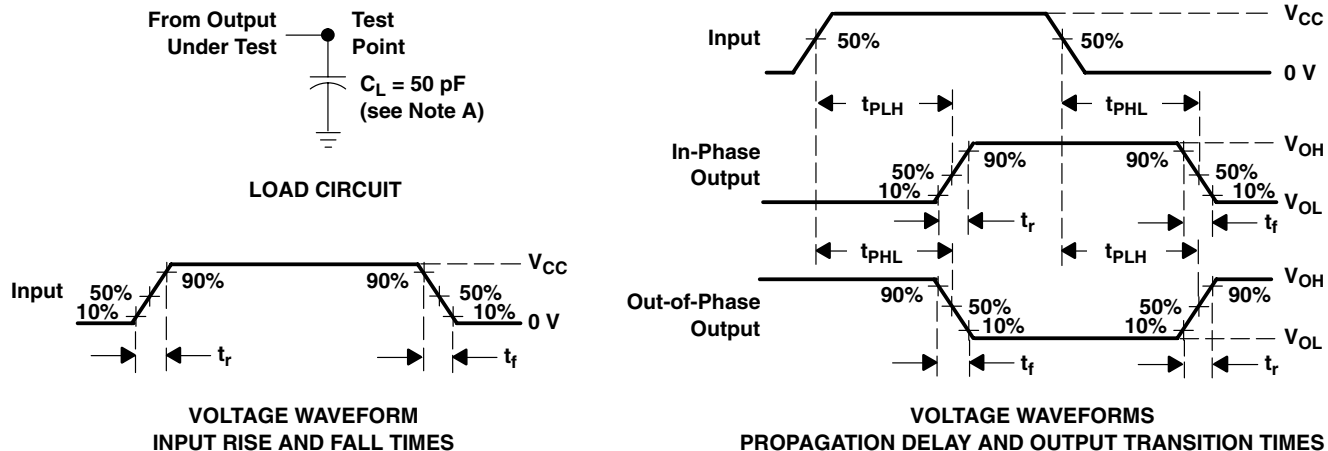 From Output
Under Test
Test
Point
C_L = 50 pF
(see Note A)
LOAD CIRCUIT
Input
50%
10%
90%
90%
50%
10%
V_CC
0 V
t_r
t_f
VOLTAGE WAVEFORM
INPUT RISE AND FALL TIMES
Input
50%
50%
V_CC
0 V
t_PLH
t_PHL
In-Phase
Output
50%
10%
90%
90%
50%
10%
V_OH
V_OL
t_r
t_f
t_PHL
t_PLH
Out-of-Phase
Output
90%
50%
10%
50%
10%
90%
V_OH
V_OL
t_f
t_r
VOLTAGE WAVEFORMS
PROPAGATION DELAY AND OUTPUT TRANSITION TIMES